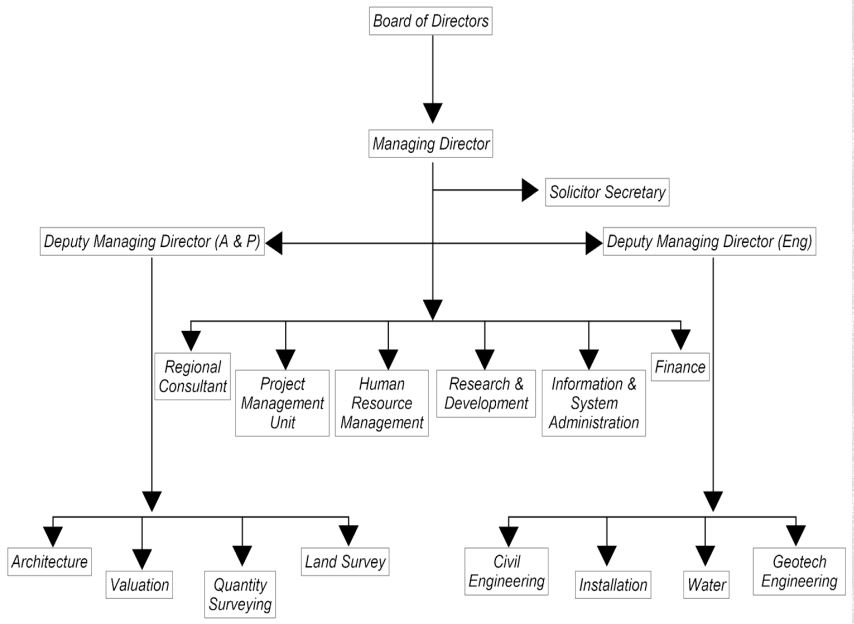 Board of Directors
Managing Director
Solicitor Secretary
Deputy Managing Director (A & P)
Deputy Managing Director (Eng)
Regional
Consultant
Project
Management
Unit
Human
Resource
Management
Research &
Development
Information &
System
Administration
Finance
Architecture
Valuation
Quantity
Surveying
Land Survey
Civil
Engineering
Installation
Water
Geotech
Engineering